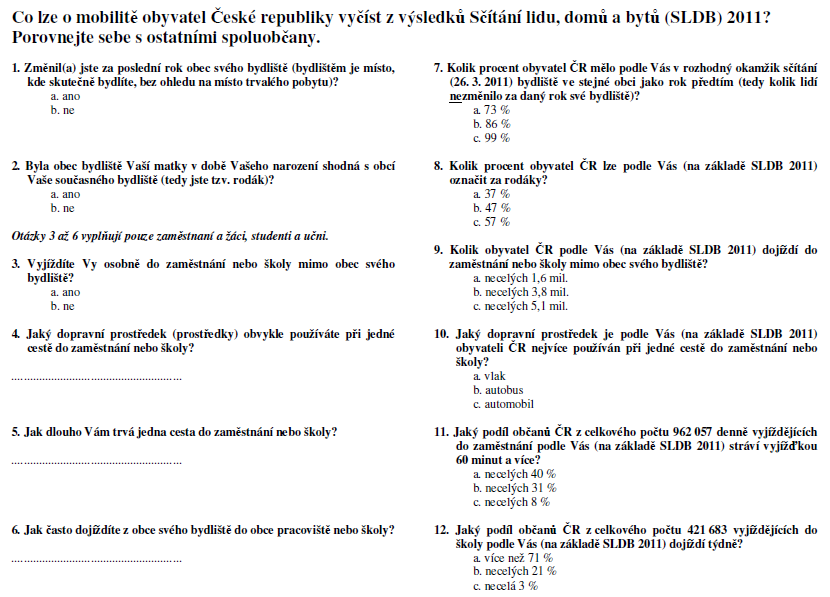 Co lze o mobilitě obyvatel České republiky vyčíst z výsledků Sčítání lidu, domů a bytů (SLDB) 2011?
Porovnejte sebe s ostatními spoluobčany.
1. Změnil(a) jste za poslední rok obec svého bydliště (bydlištěm je místo,
kde skutečně bydlíte, bez ohledu na místo trvalého pobytu)?
a. ano
b. ne
2. Byla obec bydliště Vaší matky v době Vašeho narození shodná s obcí
Vaše současného bydliště (tedy jste tzv. rodák)?
a. ano
b. ne
Otázky 3 až 6 vyplňují pouze zaměstnaní a žáci, studenti a učni.
3. Vyjíždíte Vy osobně do zaměstnání nebo školy mimo obec svého
bydliště?
a. ano
b. ne
4. Jaký dopravní prostředek (prostředky) obvykle používáte při jedné
cestě do zaměstnání nebo školy?
............................................................
5. Jak dlouho Vám trvá jedna cesta do zaměstnání nebo školy?
............................................................
6. Jak často dojíždíte z obce svého bydliště do obce pracoviště nebo školy?
............................................................
7. Kolik procent obyvatel ČR mělo podle Vás v rozhodný okamžik sčítání
(26. 3. 2011) bydliště ve stejné obci jako rok předtím (tedy kolik lidí
nezměnilo za daný rok své bydliště)?
a. 73 %
b. 86 %
c. 99 %
8. Kolik procent obyvatel ČR lze podle Vás (na základě SLDB 2011)
označit za rodáky?
a. 37 %
b. 47 %
c. 57 %
9. Kolik obyvatel ČR podle Vás (na základě SLDB 2011) dojíždí do
zaměstnání nebo školy mimo obec svého bydliště?
a. necelých 1,6 mil.
b. necelých 3,8 mil.
c. necelých 5,1 mil.
10. Jaký dopravní prostředek je podle Vás (na základě SLDB 2011)
obyvateli ČR nejvíce používán při jedné cestě do zaměstnání nebo
školy?
a. vlak
b. autobus
c. automobil
11. Jaký podíl občanů ČR z celkového počtu 962 057 denně vyjíždějících
do zaměstnání podle Vás (na základě SLDB 2011) stráví vyjížďkou
60 minut a více?
a. necelých 40 %
b. necelých 31 %
c. necelých 8 %
12. Jaký podíl občanů ČR z celkového počtu 421 683 vyjíždějících do
školy podle Vás (na základě SLDB 2011) dojíždí týdně?
a. více než 71 %
b. necelých 21 %
c. necelá 3 %